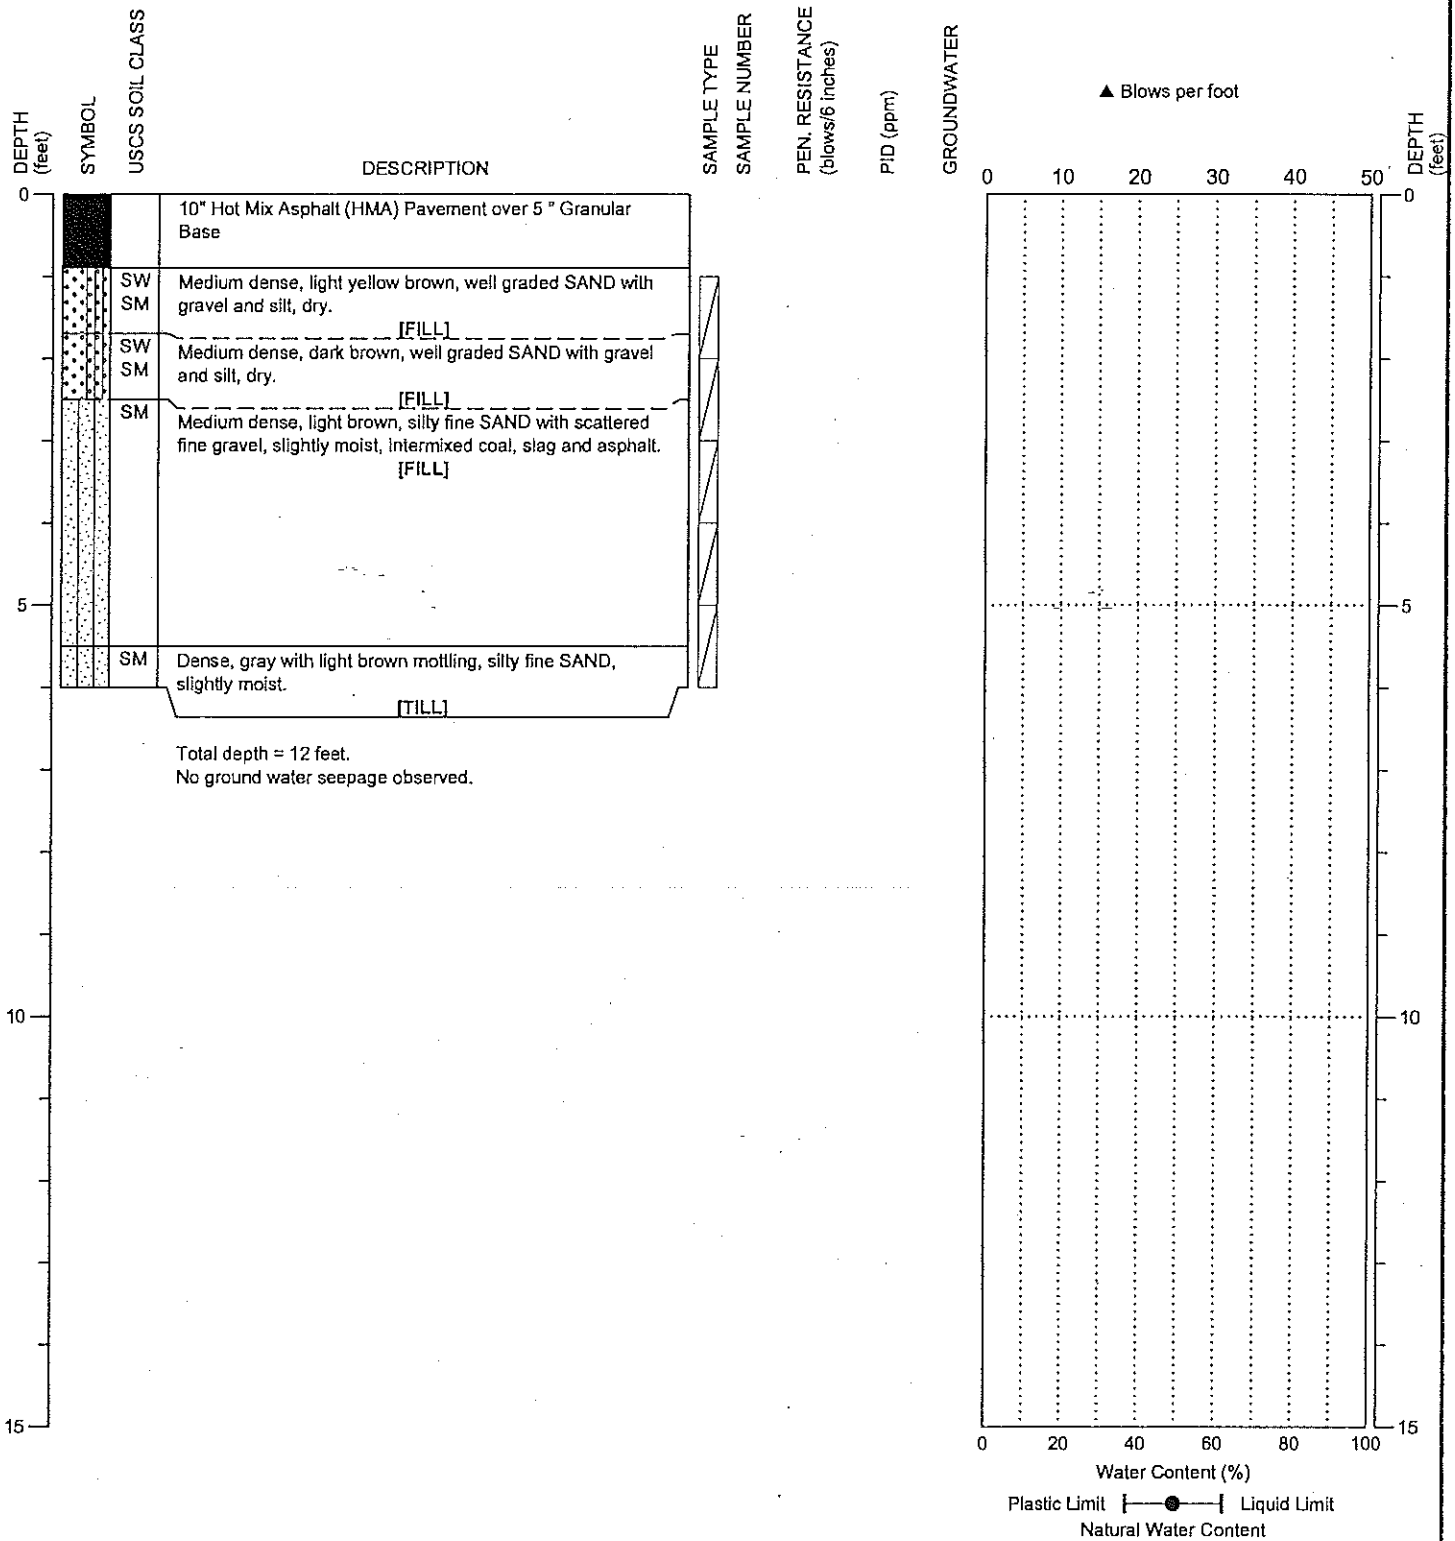 DEPTH
(feet)
SYMBOL
USCS SOIL CLASS
DESCRIPTION
SAMPLE TYPE
SAMPLE NUMBER
PEN. RESISTANCE
(blows/6 inches)
PID (ppm)
GROUNDWATER
▲ Blows per foot
DEPTH
(feet)
0 10 20 30 40 50
0
10" Hot Mix Asphalt (HMA) Pavement over 5 " Granular
Base
0
SW
SM
Medium dense, light yellow brown, well graded SAND with
gravel and silt, dry.
[FILL]
SW
SM
Medium dense, dark brown, well graded SAND with gravel
and silt, dry.
[FILL]
SM
Medium dense, light brown, silty fine SAND with scattered
fine gravel, slightly moist, intermixed coal, slag and asphalt.
[FILL]
5
5
SM
Dense, gray with light brown mottling, silty fine SAND,
slightly moist.
[TILL]
Total depth = 12 feet.
No ground water seepage observed.
10
10
15
15
0 20 40 60 80 100
Water Content (%)
Plastic Limit Liquid Limit
Natural Water Content